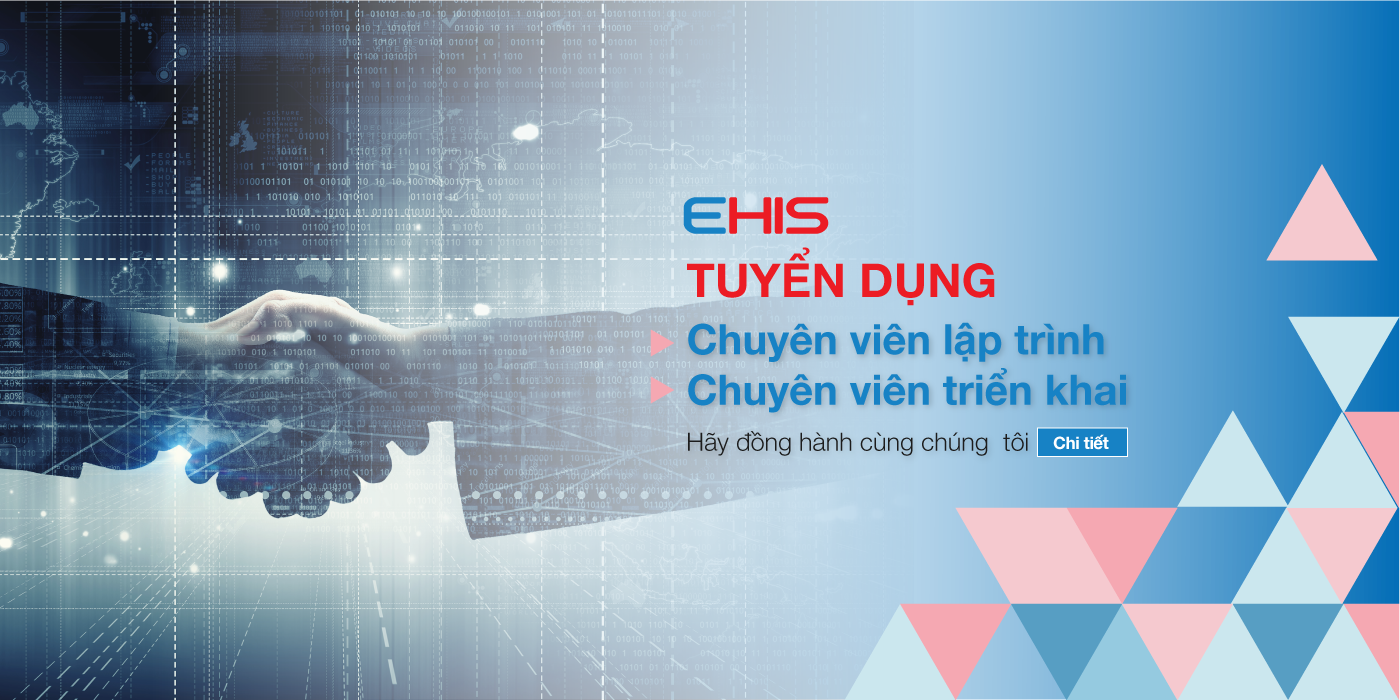 EHIS
TUYỂN DỤNG
Chuyên viên lập trình
Chuyên viên triển khai
Hãy đồng hành cùng chúng tôi Chi tiết